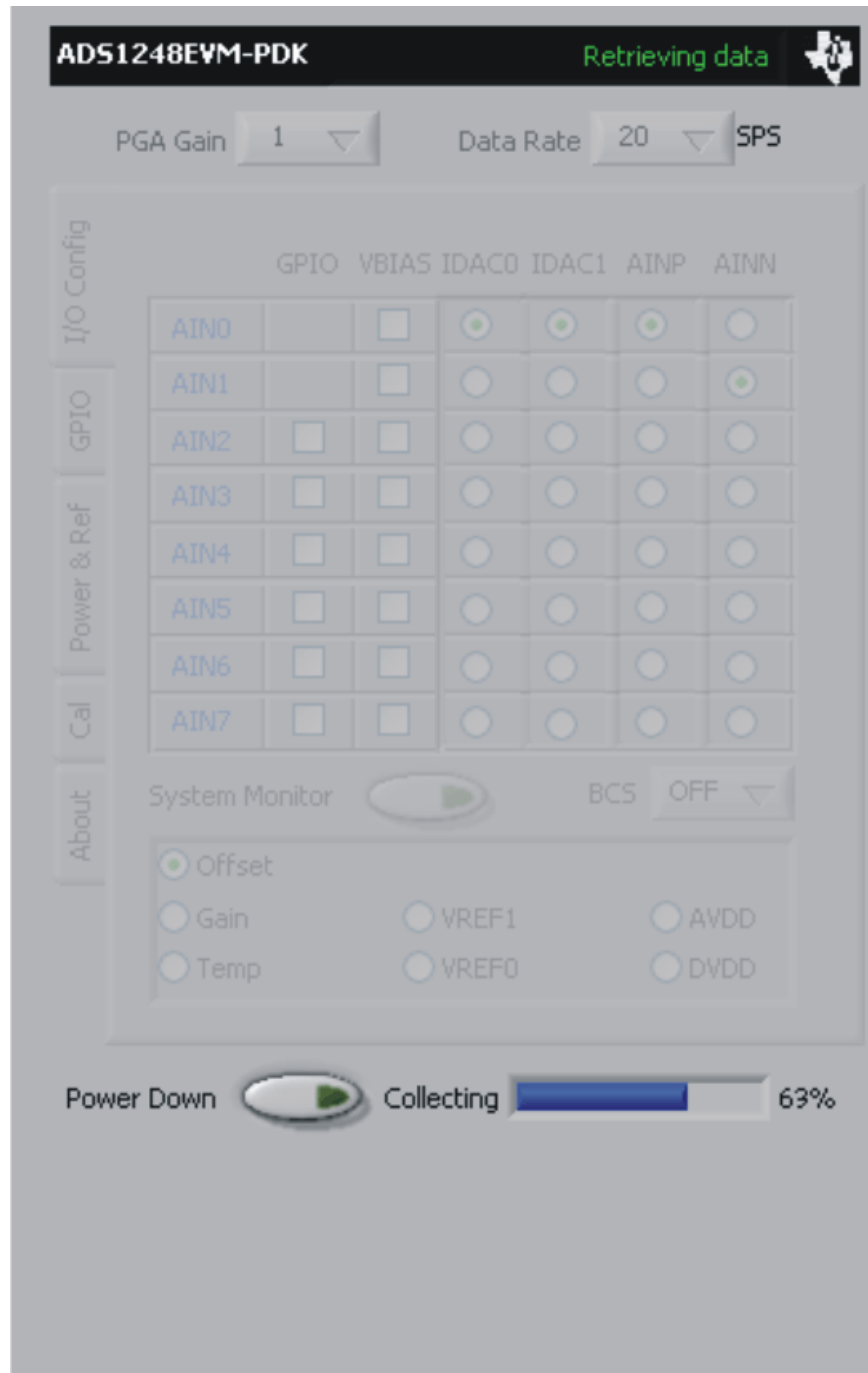 ADS1248EVM-PDK Retrieving data
PGA Gain 1 Data Rate 20 SPS
I/O Config
GPIO
Power & Ref
Cal
About
GPIO VBIAS IDAC0 IDAC1 AINP AINN
AIN0
AIN1
AIN2
AIN3
AIN4
AIN5
AIN6
AIN7
System Monitor BCS OFF
Offset
Gain VREF1 AVDD
Temp VREF0 DVDD
Power Down Collecting 63%